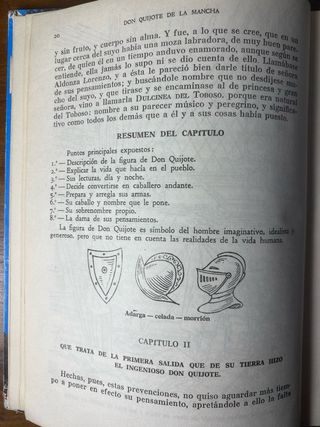 20
DON QUIJOTE DE LA MANCHA
y sin fruto, y cuerpo sin alma. Y fue, a lo que se cree, que en un
lugar cerca del suyo había una moza labradora, de muy buen pare-
cer, de quien él en un tiempo anduvo enamorado, aunque según se
entiende, ella jamás lo supo ni se dio cuenta de ello. Llamábase
Aldonza Lorenzo, y a ésta le pareció bien darle título de señora
de sus pensamientos; y buscándole nombre que no desdijese mu-
cho del suyo, y que tirase y se encaminase al de princesa y gran
señora, vino a llamarla DULCINEA DEL TOBOSO, porque era natural
del Toboso: nombre a su parecer músico y peregrino, y significa-
tivo como todos los demás que a él y a sus cosas había puesto.
RESUMEN DEL CAPITULO
Puntos principales expuestos:
1.º — Descripción de la figura de Don Quijote.
2.º — Explicar la vida que hacía en el pueblo.
3.º — Sus lecturas, día y noche.
4.º — Decide convertirse en caballero andante.
5.º — Prepara y arregla sus armas.
6.º — Su caballo y nombre que le pone.
7.º — Su sobrenombre propio.
8.º — La dama de sus pensamientos.
La figura de Don Quijote es símbolo del hombre imaginativo, idealista y
generoso, pero que no tiene en cuenta las realidades de la vida humana.
Adarga — celada — morrión
CAPITULO II
QUE TRATA DE LA PRIMERA SALIDA QUE DE SU TIERRA HIZO
EL INGENIOSO DON QUIJOTE.
Hechas, pues, estas prevenciones, no quiso aguardar más tiem-
po a poner en efecto su pensamiento, apretándole a ello la falta